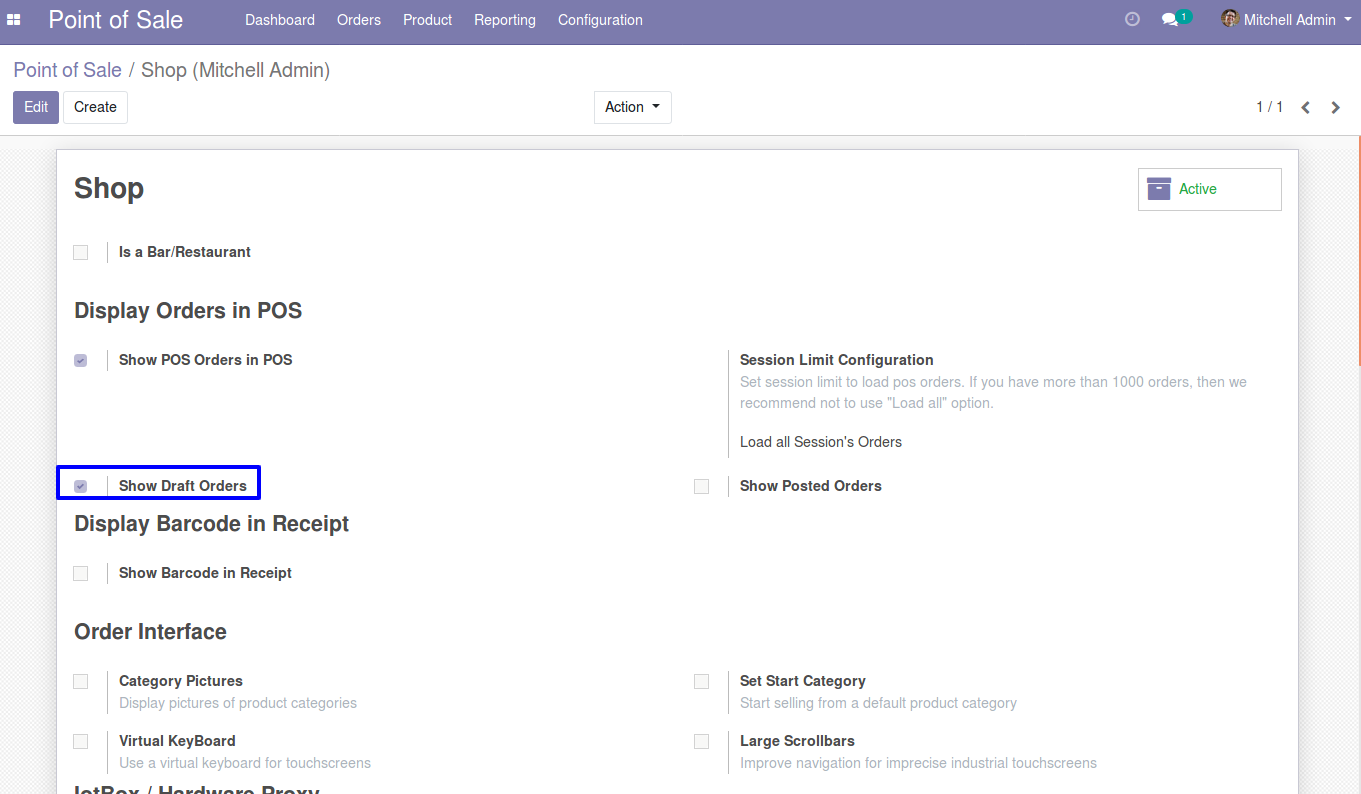 Point of Sale Dashboard Orders Product Reporting Configuration 1 Mitchell Admin
Point of Sale / Shop (Mitchell Admin)
Edit Create Action 1 / 1
Shop
Active
Is a Bar/Restaurant
Display Orders in POS
Show POS Orders in POS
Session Limit Configuration
Set session limit to load pos orders. If you have more than 1000 orders, then we
recommend not to use "Load all" option.
Load all Session's Orders
Show Draft Orders
Show Posted Orders
Display Barcode in Receipt
Show Barcode in Receipt
Order Interface
Category Pictures
Display pictures of product categories
Set Start Category
Start selling from a default product category
Virtual KeyBoard
Use a virtual keyboard for touchscreens
Large Scrollbars
Improve navigation for imprecise industrial touchscreens
IotBox / Hardware Proxy